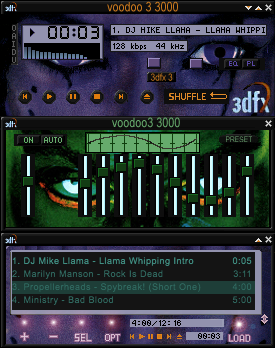 voodoo 3 3000
00:03
1. DJ MIKE LLAMA - LLAMA WHIPPI
128 kbps 44 kHz
3dfx 3
EQ PL
SHUFFLE
3dfx
3dfx
voodoo3 3000
ON AUTO
PRESET
3dfx
1. DJ Mike Llama - Llama Whipping Intro 0:05
2. Marilyn Manson - Rock Is Dead 3:11
3. Propellerheads - Spybreak! (Short One) 4:00
4. Ministry - Bad Blood 5:00
4:00/12:16
+ - SEL OPT
00:03
LOAD